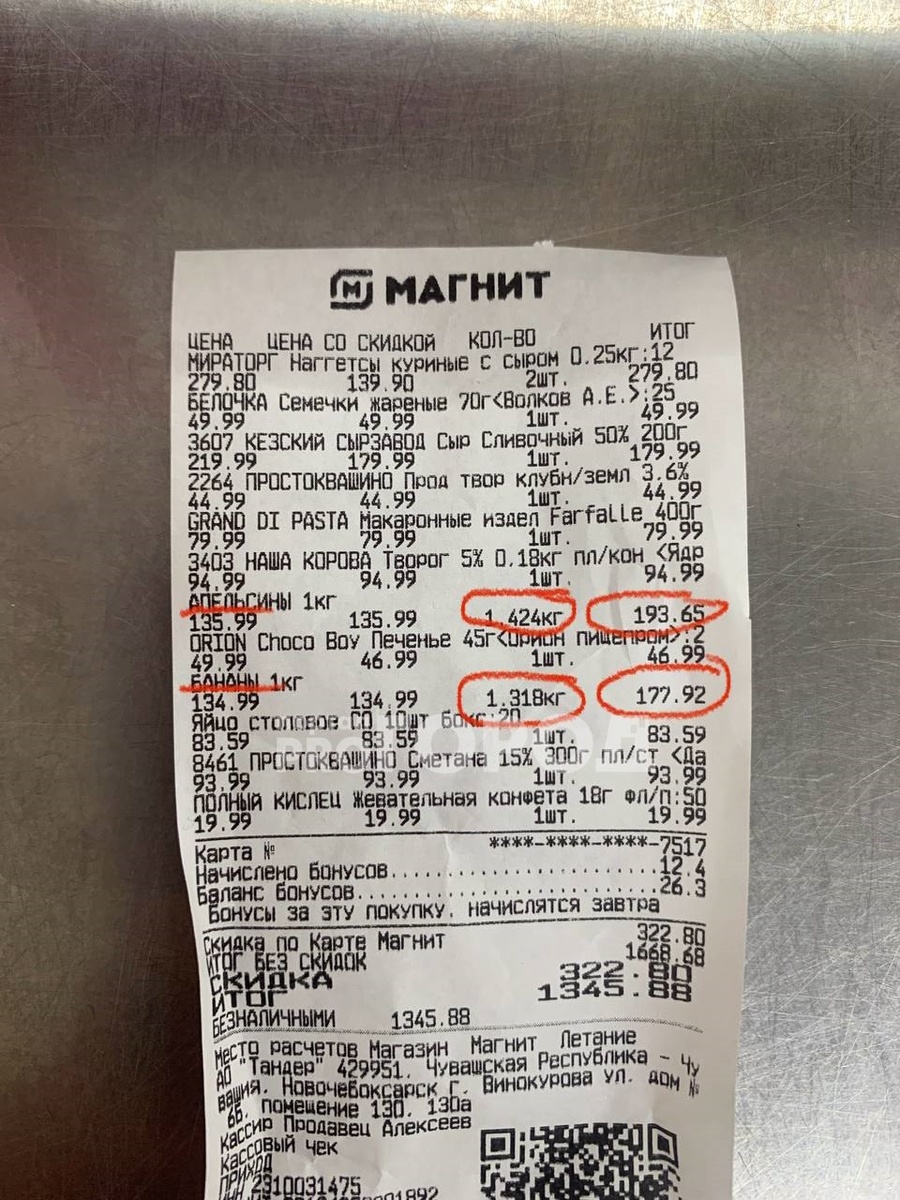 МАГНИТ
ЦЕНА ЦЕНА СО СКИДКОЙ КОЛ-ВО ИТОГ
МИРАТОРГ Наггетсы куриные с сыром 0.25кг:12
279.80 139.90 2шт. 279.80
БЕЛОЧКА Семечки жареные 70г<Волков А.Е.>:25
49.99 49.99 1шт. 49.99
3607 КЕЗСКИЙ СЫРЗАВОД Сыр Сливочный 50% 200г
219.99 179.99 1шт. 179.99
2264 ПРОСТОКВАШИНО Прод твор клубн/земл 3.6%
44.99 44.99 1шт. 44.99
GRAND DI PASTA Макаронные издел Farfalle 400г
79.99 79.99 1шт. 79.99
3403 НАША КОРОВА Творог 5% 0.18кг пл/кон <Ядр
94.99 94.99 1шт. 94.99
АПЕЛЬСИНЫ 1кг
135.99 135.99 1.424кг 193.65
ORION Choco Boy Печенье 45г<Орион пищепром>:2
49.99 46.99 1шт. 46.99
БАНАНЫ 1кг
134.99 134.99 1.318кг 177.92
Яйцо столовое СО 10шт бокс:20
83.59 83.59 1шт. 83.59
8461 ПРОСТОКВАШИНО Сметана 15% 300г пл/ст <Да
93.99 93.99 1шт. 93.99
ПОЛНЫЙ КИСЛЕЦ Жевательная конфета 18г фл/п:50
19.99 19.99 1шт. 19.99
Карта № ****-****-****-7517
Начислено бонусов 12.4
Баланс бонусов 26.3
Бонусы за эту покупку, начислятся завтра
Скидка по Карте Магнит 322.80
ИТОГ БЕЗ СКИДОК 1668.68
СКИДКА 322.80
ИТОГ 1345.88
БЕЗНАЛИЧНЫМИ 1345.88
Место расчетов Магазин Магнит Летание
АО "Тандер" 429951, Чувашская Республика - Чу
вашия, Новочебоксарск г, Винокурова ул, дом №
6б, помещение 130, 130а
Кассир Продавец Алексеев
Кассовый чек
ПРИХОД
ИНН 2310031475